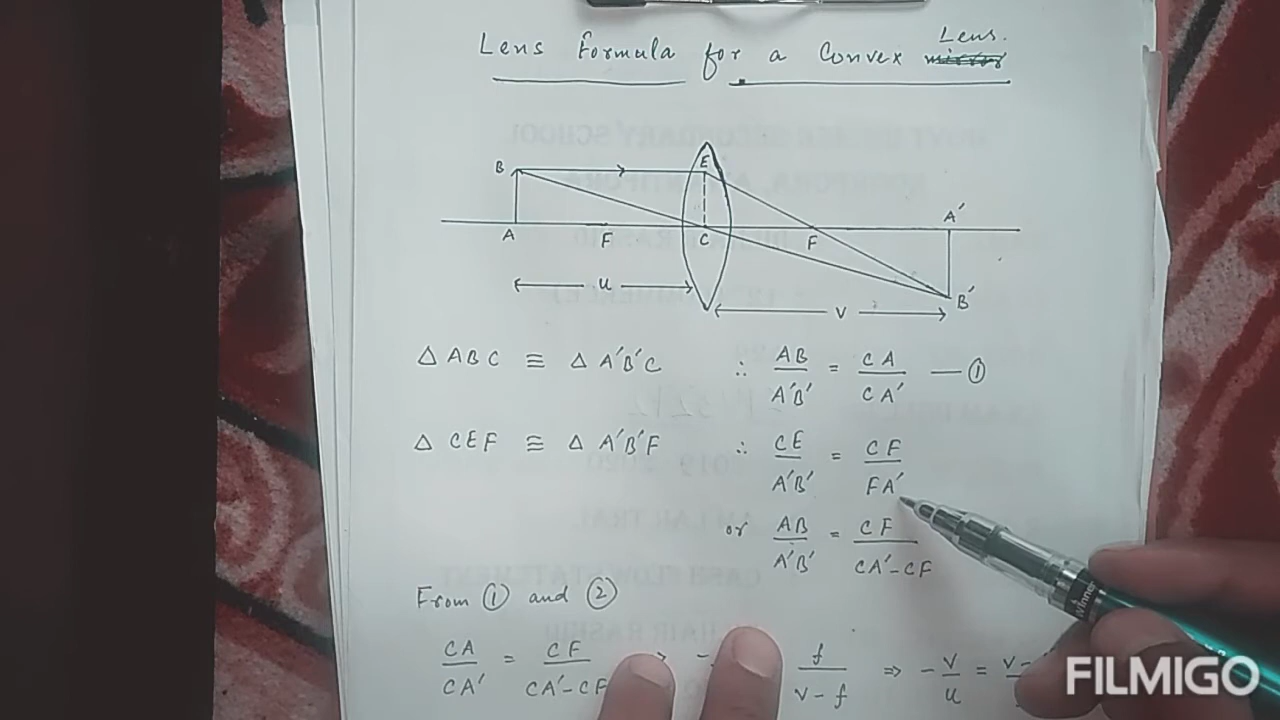 Lens Formula for a Convex Lens.
B E A'
A F C F
u
v B'
△ ABC ≅ △ A'B'C ∴ AB/A'B' = CA/CA' — ①
△ CEF ≅ △ A'B'F ∴ CE/A'B' = CF/FA'
or AB/A'B' = CF/CA'-CF
From ① and ②
CA/CA' = CF/CA'-CF f/v-f ⇒ -v/u =
Winner
FILMIGO